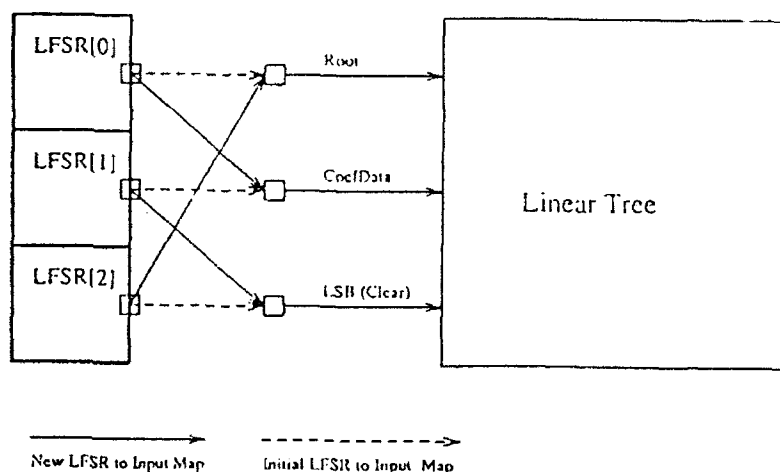 LFSR[0]
Root
LFSR[1]
CoefData
Linear Tree
LFSR[2]
LSB (Clear)
New LFSR to Input Map
Initial LFSR to Input Map